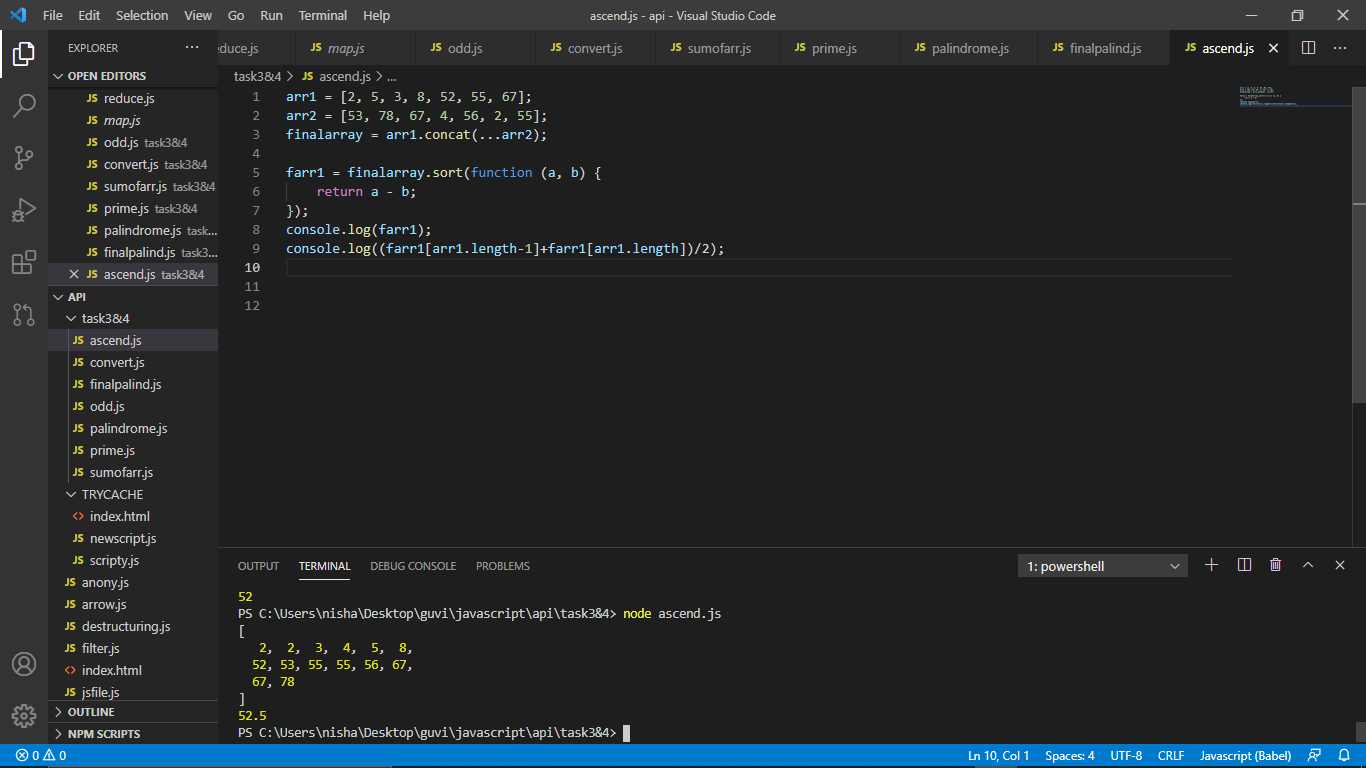 File Edit Selection View Go Run Terminal Help ascend.js - api - Visual Studio Code
EXPLORER ... educe.js JS map.js JS odd.js JS convert.js JS sumofarr.js JS prime.js JS palindrome.js JS finalpalind.js JS ascend.js
OPEN EDITORS
JS reduce.js
JS map.js
JS odd.js task3&4
JS convert.js task3&4
JS sumofarr.js task3&4
JS prime.js task3&4
JS palindrome.js task...
JS finalpalind.js task3...
JS ascend.js task3&4
API
task3&4
JS ascend.js
JS convert.js
JS finalpalind.js
JS odd.js
JS palindrome.js
JS prime.js
JS sumofarr.js
TRYCACHE
<> index.html
JS newscript.js
JS scripty.js
JS anony.js
JS arrow.js
JS destructuring.js
JS filter.js
<> index.html
JS jsfile.js
OUTLINE
NPM SCRIPTS
task3&4 > JS ascend.js > ...
1 arr1 = [2, 5, 3, 8, 52, 55, 67];
2 arr2 = [53, 78, 67, 4, 56, 2, 55];
3 finalarray = arr1.concat(...arr2);
4
5 farr1 = finalarray.sort(function (a, b) {
6 return a - b;
7 });
8 console.log(farr1);
9 console.log((farr1[arr1.length-1]+farr1[arr1.length])/2);
10
11
12
OUTPUT TERMINAL DEBUG CONSOLE PROBLEMS 1: powershell
52
PS C:\Users\nisha\Desktop\guvi\javascript\api\task3&4> node ascend.js
[
2, 2, 3, 4, 5, 8,
52, 53, 55, 55, 56, 67,
67, 78
]
52.5
PS C:\Users\nisha\Desktop\guvi\javascript\api\task3&4>
0 0 Ln 10, Col 1 Spaces: 4 UTF-8 CRLF Javascript (Babel)